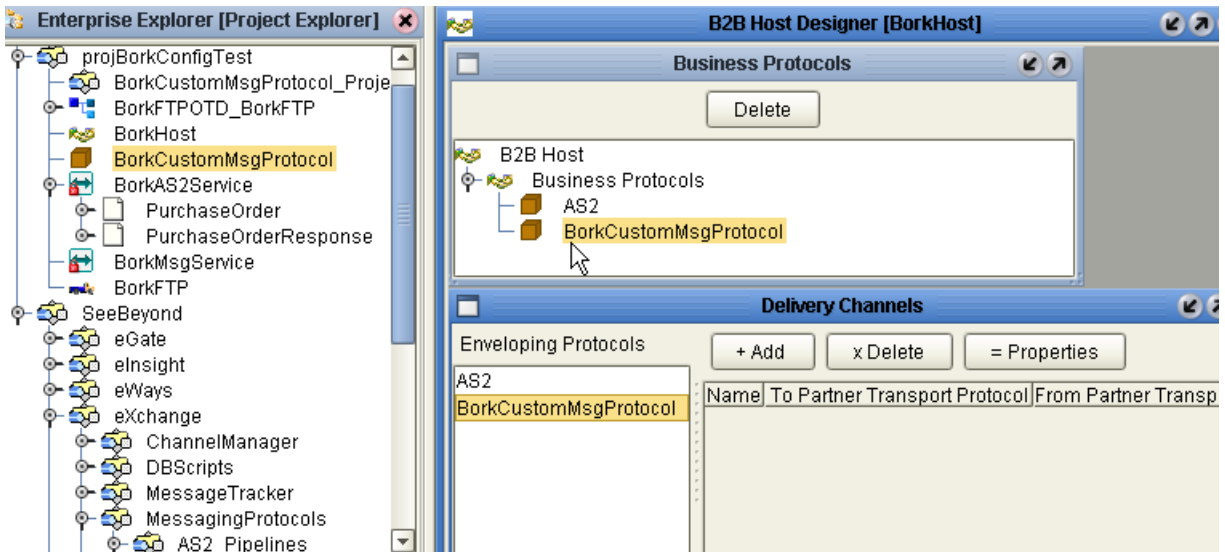 Enterprise Explorer [Project Explorer]
projBorkConfigTest
BorkCustomMsgProtocol_Proje
BorkFTPOTD_BorkFTP
BorkHost
BorkCustomMsgProtocol
BorkAS2Service
PurchaseOrder
PurchaseOrderResponse
BorkMsgService
BorkFTP
SeeBeyond
eGate
eInsight
eWays
eXchange
ChannelManager
DBScripts
MessageTracker
MessagingProtocols
AS2_Pipelines
B2B Host Designer [BorkHost]
Business Protocols
Delete
B2B Host
Business Protocols
AS2
BorkCustomMsgProtocol
Delivery Channels
Enveloping Protocols
+ Add x Delete = Properties
AS2
BorkCustomMsgProtocol
Name To Partner Transport Protocol From Partner Transp